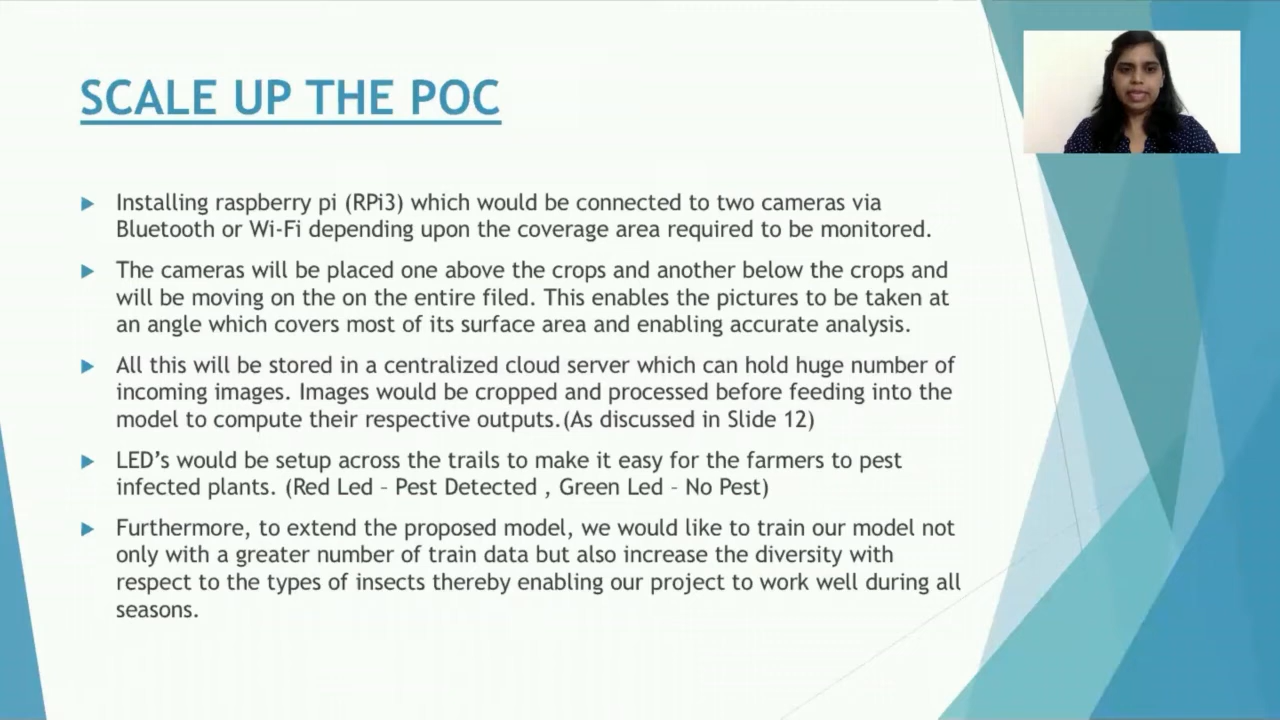 SCALE UP THE POC
Installing raspberry pi (RPi3) which would be connected to two cameras via
Bluetooth or Wi-Fi depending upon the coverage area required to be monitored.
The cameras will be placed one above the crops and another below the crops and
will be moving on the on the entire filed. This enables the pictures to be taken at
an angle which covers most of its surface area and enabling accurate analysis.
All this will be stored in a centralized cloud server which can hold huge number of
incoming images. Images would be cropped and processed before feeding into the
model to compute their respective outputs.(As discussed in Slide 12)
LED’s would be setup across the trails to make it easy for the farmers to pest
infected plants. (Red Led – Pest Detected , Green Led – No Pest)
Furthermore, to extend the proposed model, we would like to train our model not
only with a greater number of train data but also increase the diversity with
respect to the types of insects thereby enabling our project to work well during all
seasons.